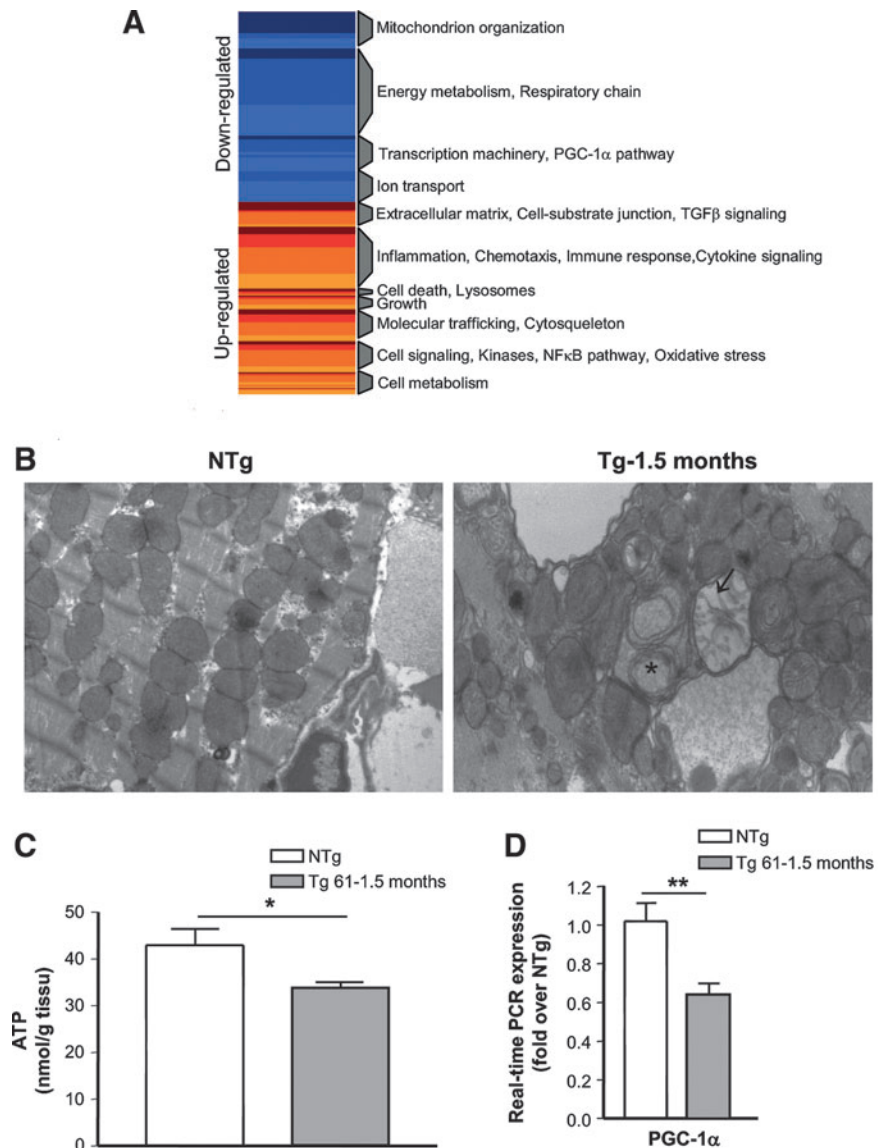 A
Down-regulated
Up-regulated
Mitochondrion organization
Energy metabolism, Respiratory chain
Transcription machinery, PGC-1α pathway
Ion transport
Extracellular matrix, Cell-substrate junction, TGFβ signaling
Inflammation, Chemotaxis, Immune response,Cytokine signaling
Cell death, Lysosomes
Growth
Molecular trafficking, Cytosqueleton
Cell signaling, Kinases, NFκB pathway, Oxidative stress
Cell metabolism
B
NTg
Tg-1.5 months
*
C
NTg
Tg 61-1.5 months
*
ATP
(nmol/g tissu)
50
40
30
20
10
0
D
NTg
Tg 61-1.5 months
**
Real-time PCR expression
(fold over NTg)
1.2
1.0
0.8
0.6
0.4
0.2
0.0
PGC-1α